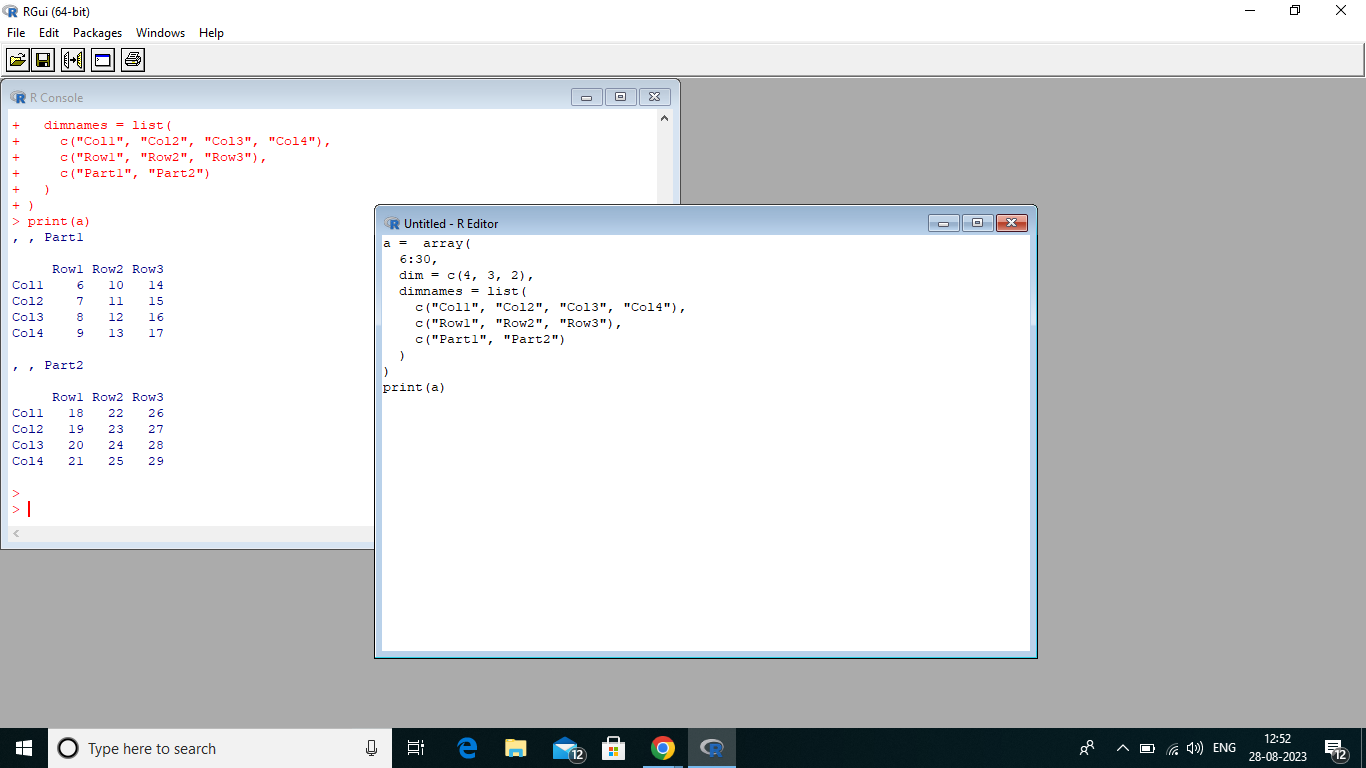 RGui (64-bit)
File Edit Packages Windows Help
R Console
+   dimnames = list(
+     c("Col1", "Col2", "Col3", "Col4"),
+     c("Row1", "Row2", "Row3"),
+     c("Part1", "Part2")
+   )
+ )
> print(a)
, , Part1
     Row1 Row2 Row3
Col1    6   10   14
Col2    7   11   15
Col3    8   12   16
Col4    9   13   17
, , Part2
     Row1 Row2 Row3
Col1   18   22   26
Col2   19   23   27
Col3   20   24   28
Col4   21   25   29
>
>
Untitled - R Editor
a =  array(
  6:30,
  dim = c(4, 3, 2),
  dimnames = list(
    c("Col1", "Col2", "Col3", "Col4"),
    c("Row1", "Row2", "Row3"),
    c("Part1", "Part2")
  )
)
print(a)
Type here to search
12
ENG
12:52
28-08-2023
12